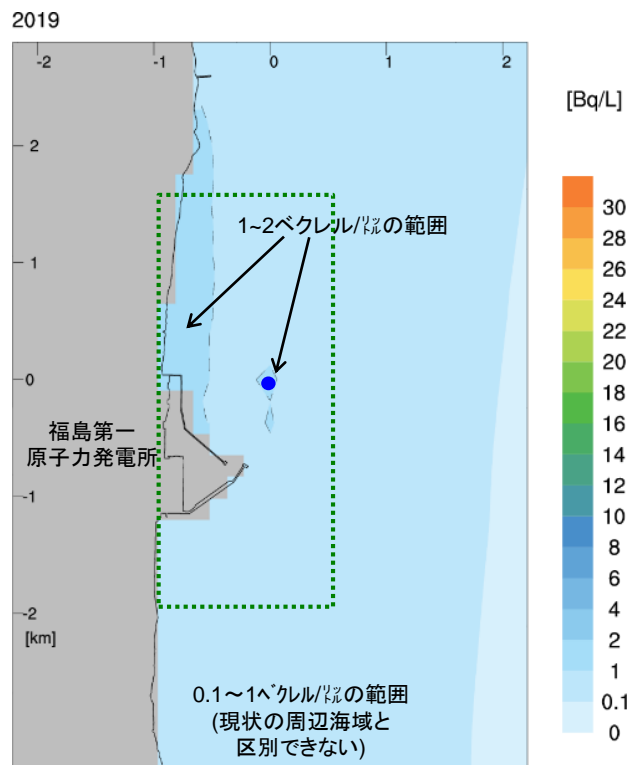 2019
-2 -1 0 1 2
[Bq/L]
2
1~2ベクレル/㍑の範囲
1
0
福島第一
原子力発電所
-1
-2
[km]
0.1～1ﾍﾞｸﾚﾙ/㍑の範囲
(現状の周辺海域と
区別できない)
30
28
26
24
22
20
18
16
14
12
10
8
6
4
2
1
0.1
0